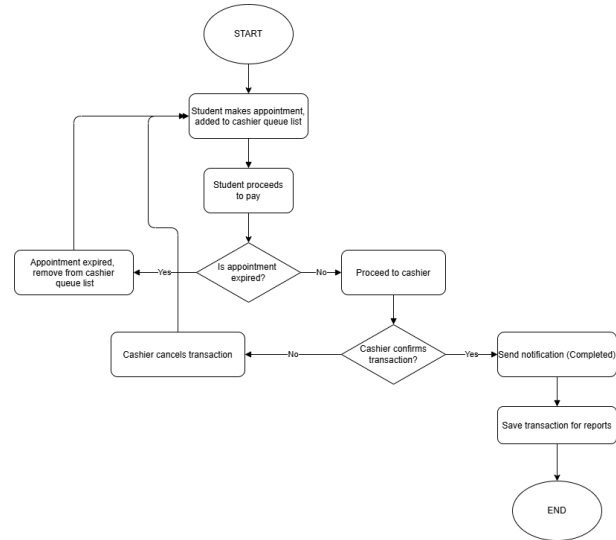 START
Student makes appointment,
added to cashier queue list
Student proceeds
to pay
Is appointment
expired?
Yes
No
Appointment expired,
remove from cashier
queue list
Proceed to cashier
Cashier confirms
transaction?
No
Yes
Cashier cancels transaction
Send notification (Completed)
Save transaction for reports
END